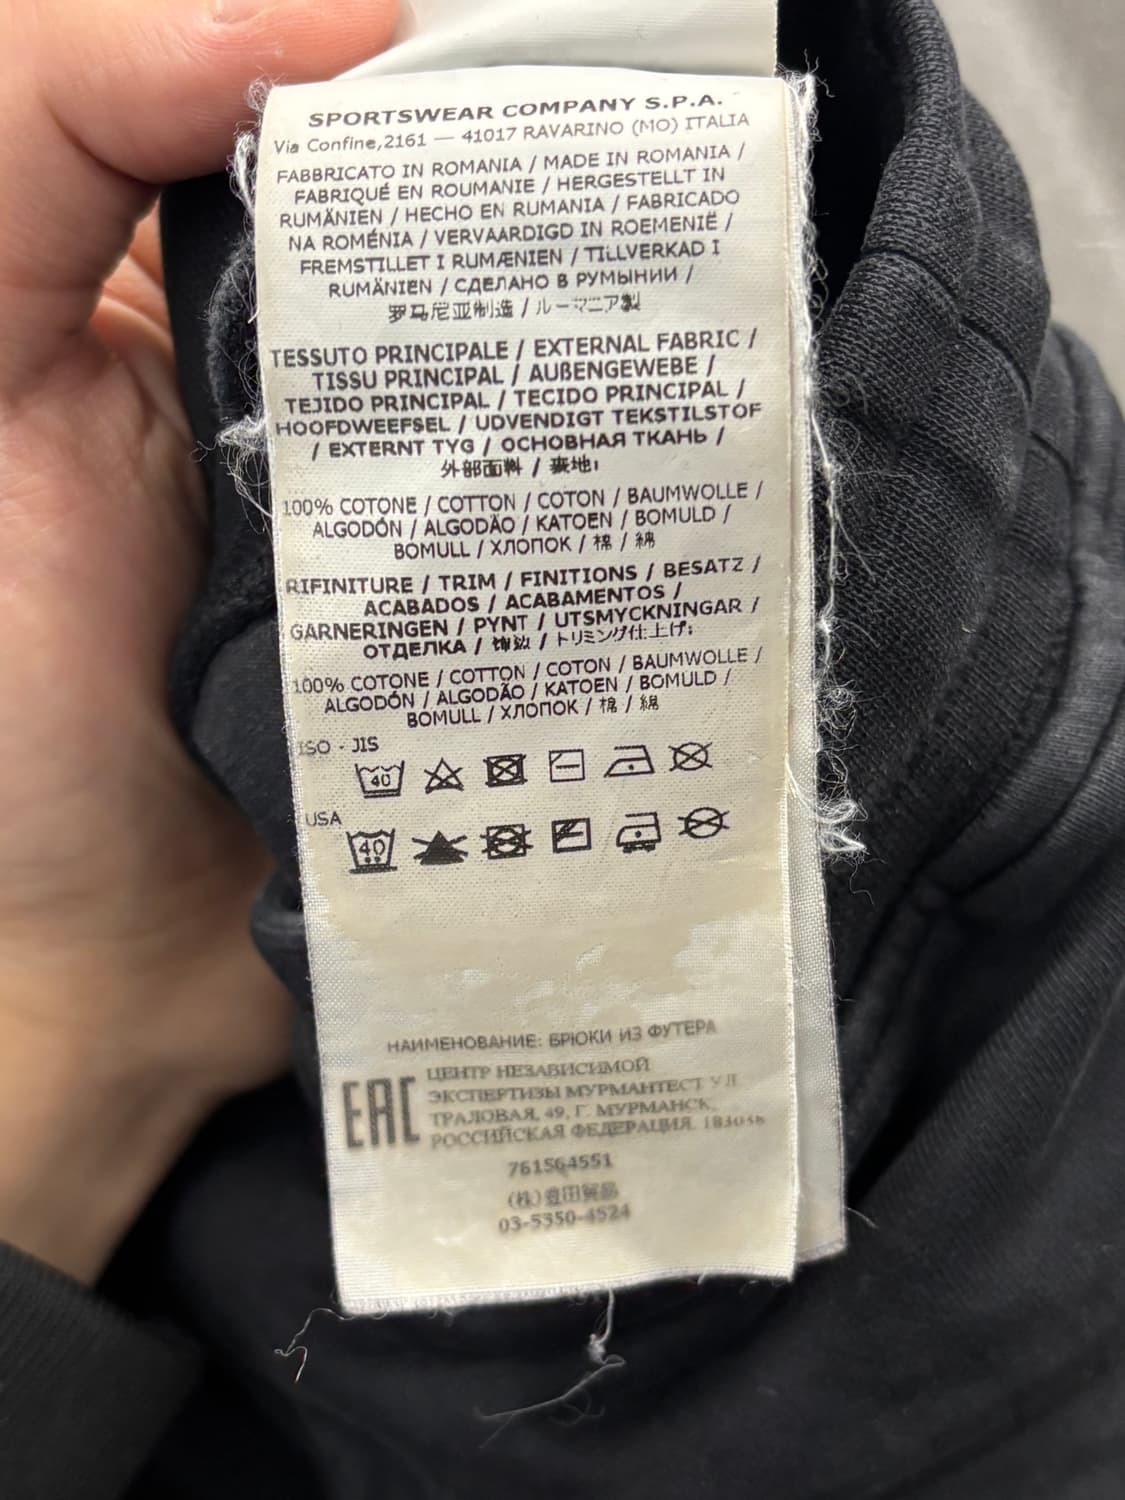 SPORTSWEAR COMPANY S.P.A.
Via Confine,2161 — 41017 RAVARINO (MO) ITALIA
FABBRICATO IN ROMANIA / MADE IN ROMANIA /
FABRIQUÉ EN ROUMANIE / HERGESTELLT IN
RUMÄNIEN / HECHO EN RUMANIA / FABRICADO
NA ROMÉNIA / VERVAARDIGD IN ROEMENIË /
FREMSTILLET I RUMÆNIEN / TILLVERKAD I
RUMÄNIEN / СДЕЛАНО В РУМЫНИИ /
罗马尼亚制造 / ルーマニア製
TESSUTO PRINCIPALE / EXTERNAL FABRIC /
TISSU PRINCIPAL / AUßENGEWEBE /
TEJIDO PRINCIPAL / TECIDO PRINCIPAL /
HOOFDWEEFSEL / UDVENDIGT TEKSTILSTOF
/ EXTERNT TYG / ОСНОВНАЯ ТКАНЬ /
外部面料 / 表地
100% COTONE / COTTON / COTON / BAUMWOLLE /
ALGODÓN / ALGODÃO / KATOEN / BOMULD /
BOMULL / ХЛОПОК / 棉 / 綿
RIFINITURE / TRIM / FINITIONS / BESATZ /
ACABADOS / ACABAMENTOS /
GARNERINGEN / PYNT / UTSMYCKNINGAR /
ОТДЕЛКА / 饰边 / トリミング仕上げ
100% COTONE / COTTON / COTON / BAUMWOLLE /
ALGODÓN / ALGODÃO / KATOEN / BOMULD /
BOMULL / ХЛОПОК / 棉 / 綿
ISO - JIS
40
USA
40
НАИМЕНОВАНИЕ: БРЮКИ ИЗ ФУТЕРА
EAC
ЦЕНТР НЕЗАВИСИМОЙ
ЭКСПЕРТИЗЫ МУРМАНТЕСТ УЛ
ТРАЛОВАЯ, 49, Г. МУРМАНСК,
РОССИЙСКАЯ ФЕДЕРАЦИЯ. 183038
761564551
(株)豊田貿易
03-5350-4524